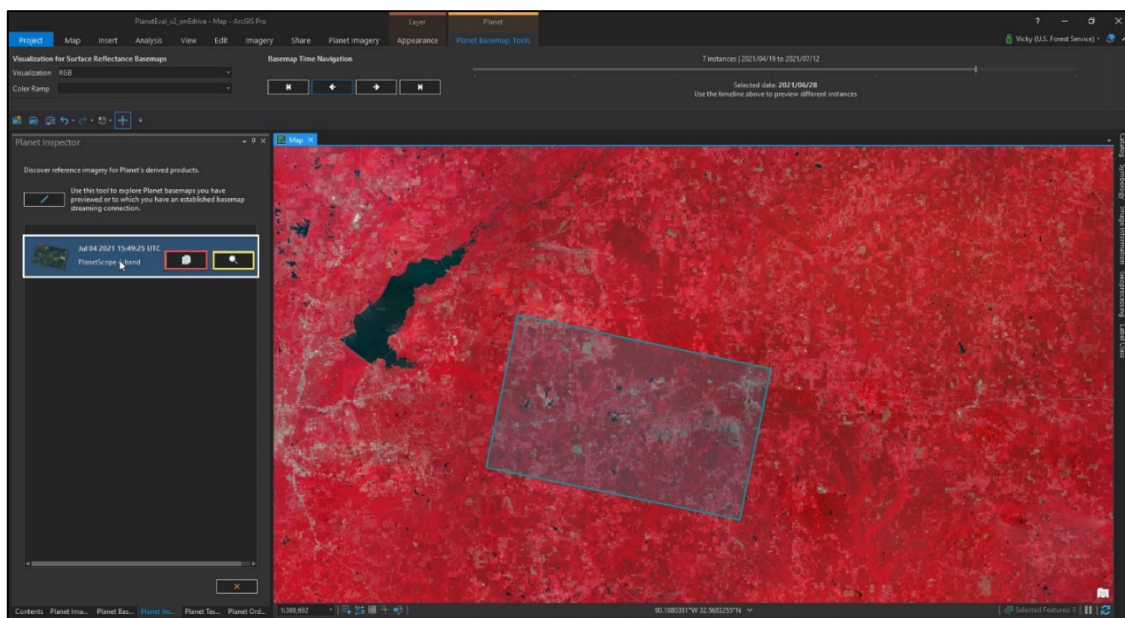 PlanetEval_v2_onEdrive - Map - ArcGIS Pro
Layer
Planet
?
Project Map Insert Analysis View Edit Imagery Share Planet Imagery Appearance Planet Basemap Tools
Vicky (U.S. Forest Service)
Visualization for Surface Reflectance Basemaps
Visualization RGB
Color Ramp
Basemap Time Navigation
7 instances | 2021/04/19 to 2021/07/12
Selected date: 2021/06/28
Use the timeline above to preview different instances
Planet Inspector
Map
Discover reference imagery for Planet's derived products.
Use this tool to explore Planet basemaps you have
previewed or to which you have an established basemap
streaming connection.
Jul 04 2021 15:49:25 UTC
PlanetScope band
Catalog
Symbology
Image Information
Geoprocessing
Label Class
Contents Planet Ima... Planet Bas... Planet Ins... Planet Tas... Planet Ord...
1:389,692
90.1880391°W 32.5683255°N
Selected Features: 0